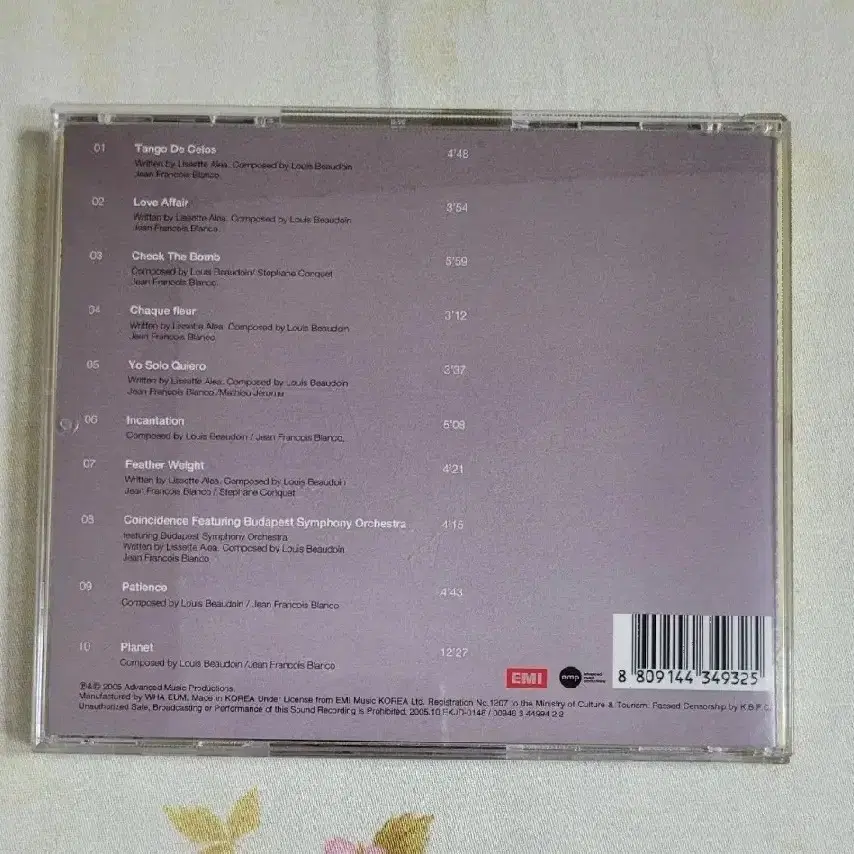 01 Tango De Celos 4'48
Written by Lissette Alea. Composed by Louis Beaudoin
Jean Francois Blanco.
02 Love Affair 3'54
Written by Lissette Alea. Composed by Louis Beaudoin
Jean Francois Blanco.
03 Check The Bomb 5'59
Composed by Louis Beaudoin/ Stephane Conquet
Jean Francois Blanco.
04 Chaque fleur 3'12
Written by Lissette Alea. Composed by Louis Beaudoin
Jean Francois Blanco.
05 Yo Solo Quiero 3'37
Written by Lissette Alea. Composed by Louis Beaudoin
Jean Francois Blanco /Mathieu
06 Incantation 5'09
Composed by Louis Beaudoin / Jean Francois Blanco.
07 Feather Weight 4'21
Written by Lissette Alea. Composed by Louis Beaudoin
Jean Francois Blanco / Stephane Conquet
08 Coincidence Featuring Budapest Symphony Orchestra 4'15
featuring Budapest Symphony Orchestra
Written by Lissette Alea. Composed by Louis Beaudoin
Jean Francois Blanco
09 Patience 4'43
Composed by Louis Beaudoin / Jean Francois Blanco
10 Planet 12'27
Composed by Louis Beaudoin /Jean Francois Blanco
EMI
amp
8 809144 349325
℗&© 2005 Advanced Music Productions.
Manufactured by WHA EUM. Made in KOREA Under License from EMI Music KOREA Ltd. Registration No.1207 to the Ministry of Culture & Tourism. Passed Censorship by K.B.P.C.
Unauthorized Sale, Broadcasting or Performance of this Sound Recording is Prohibited. 2005.10